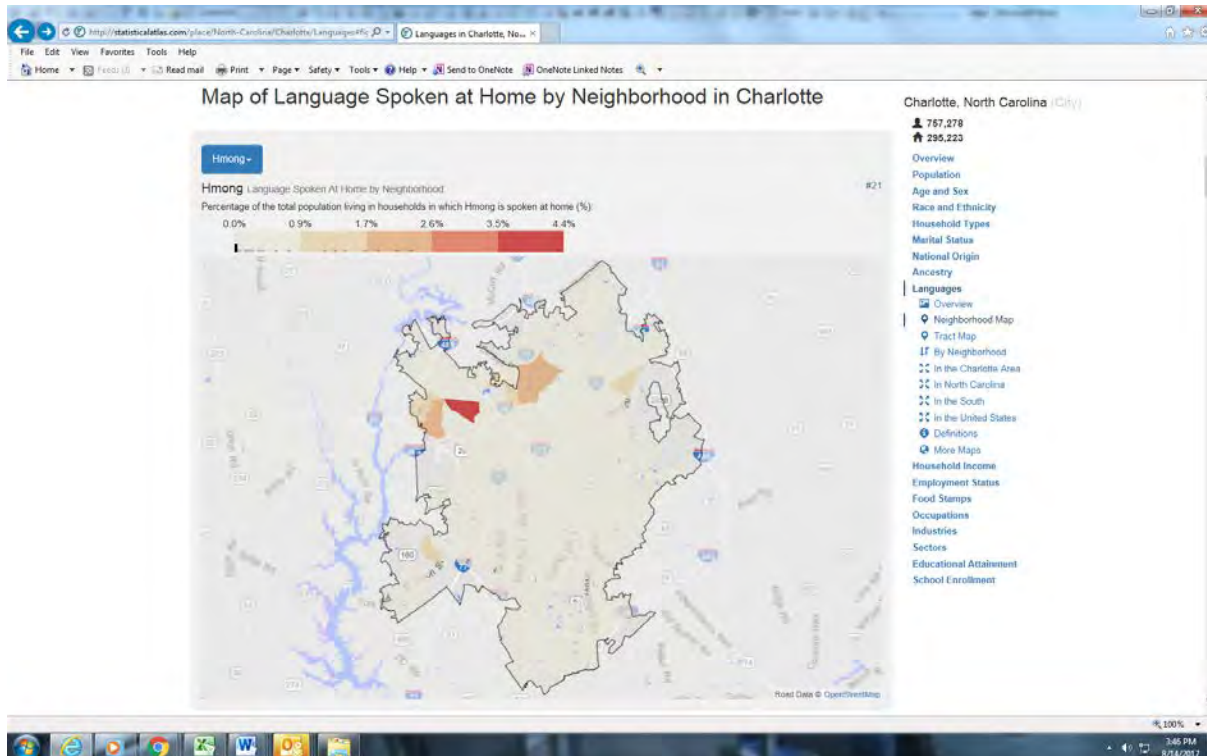 http://statisticalatlas.com/place/North-Carolina/Charlotte/Languages#fig
Languages in Charlotte, No...
File Edit View Favorites Tools Help
Home Read mail Print Page Safety Tools Help Send to OneNote OneNote Linked Notes
Map of Language Spoken at Home by Neighborhood in Charlotte
Hmong
Hmong Language Spoken At Home by Neighborhood #21
Percentage of the total population living in households in which Hmong is spoken at home (%):
0.0% 0.9% 1.7% 2.6% 3.5% 4.4%
160
Road Data © OpenStreetMap
Charlotte, North Carolina (City)
757,278
295,223
Overview
Population
Age and Sex
Race and Ethnicity
Household Types
Marital Status
National Origin
Ancestry
Languages
Overview
Neighborhood Map
Tract Map
By Neighborhood
In the Charlotte Area
In North Carolina
In the South
In the United States
Definitions
More Maps
Household Income
Employment Status
Food Stamps
Occupations
Industries
Sectors
Educational Attainment
School Enrollment
100%
3:46 PM
8/14/2017